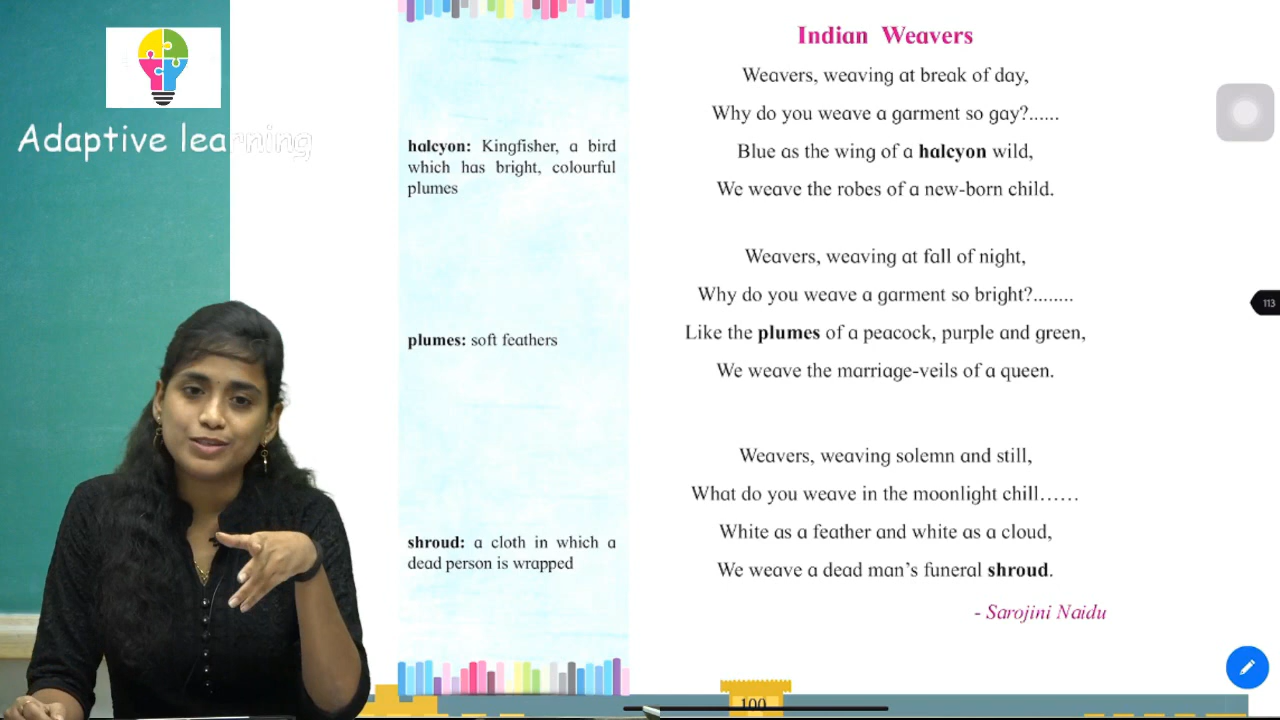 Adaptive learning
halcyon: Kingfisher, a bird
which has bright, colourful
plumes
plumes: soft feathers
shroud: a cloth in which a
dead person is wrapped
Indian Weavers
Weavers, weaving at break of day,
Why do you weave a garment so gay?......
Blue as the wing of a halcyon wild,
We weave the robes of a new-born child.
Weavers, weaving at fall of night,
Why do you weave a garment so bright?........
Like the plumes of a peacock, purple and green,
We weave the marriage-veils of a queen.
Weavers, weaving solemn and still,
What do you weave in the moonlight chill……
White as a feather and white as a cloud,
We weave a dead man’s funeral shroud.
- Sarojini Naidu
113
100